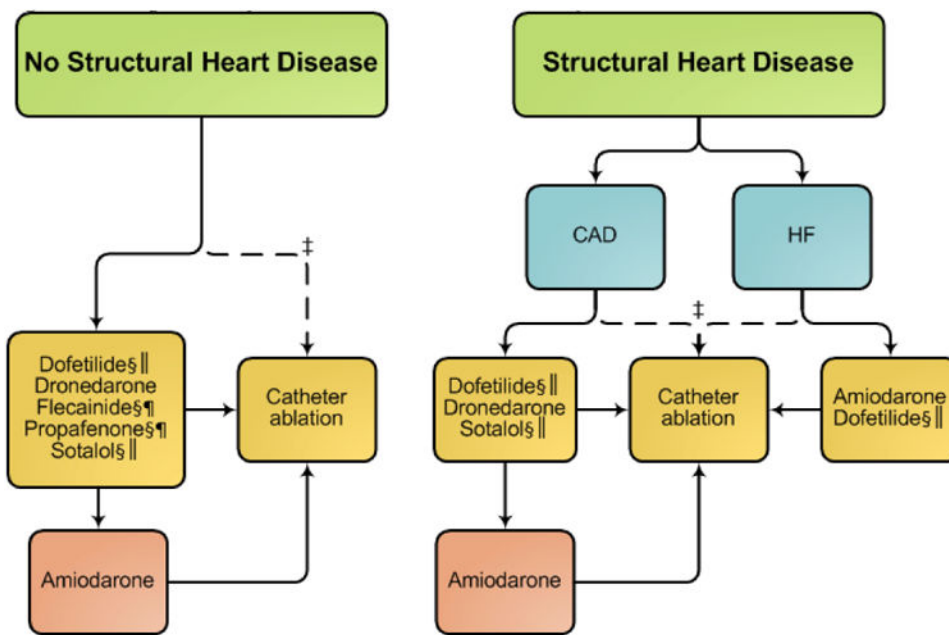 No Structural Heart Disease
‡
Dofetilide§‖
Dronedarone
Flecainide§¶
Propafenone§¶
Sotalol§‖
Catheter
ablation
Amiodarone
Structural Heart Disease
CAD
HF
‡
Dofetilide§‖
Dronedarone
Sotalol§‖
Catheter
ablation
Amiodarone
Dofetilide§‖
Amiodarone